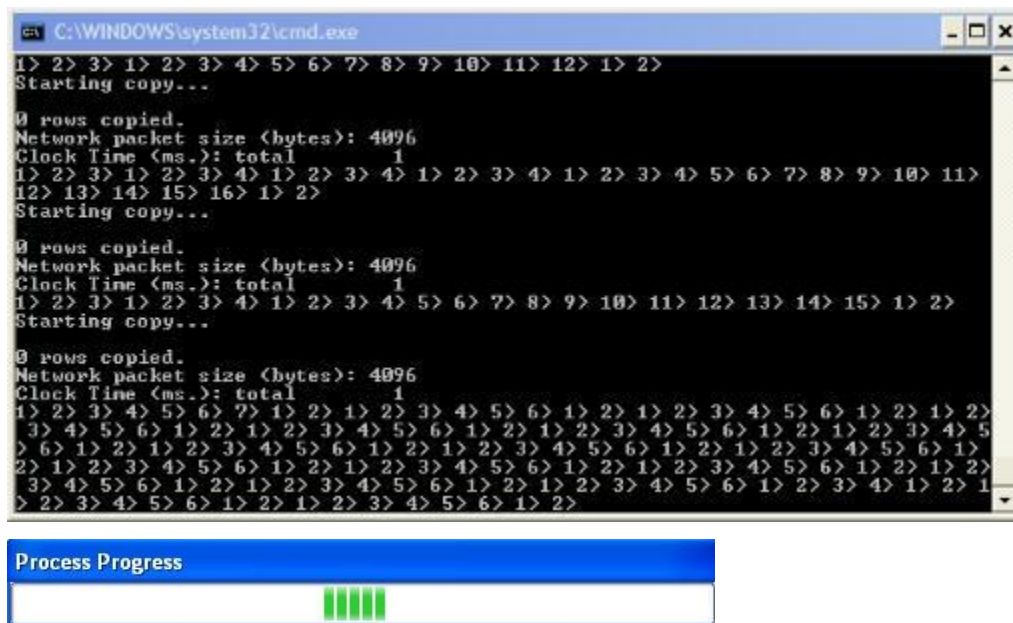 C:\WINDOWS\system32\cmd.exe
1> 2> 3> 1> 2> 3> 4> 5> 6> 7> 8> 9> 10> 11> 12> 1> 2>
Starting copy...
0 rows copied.
Network packet size (bytes): 4096
Clock Time (ms.): total 1
1> 2> 3> 1> 2> 3> 4> 1> 2> 3> 4> 1> 2> 3> 4> 1> 2> 3> 4> 5> 6> 7> 8> 9> 10> 11>
12> 13> 14> 15> 16> 1> 2>
Starting copy...
0 rows copied.
Network packet size (bytes): 4096
Clock Time (ms.): total 1
1> 2> 3> 1> 2> 3> 4> 1> 2> 3> 4> 5> 6> 7> 8> 9> 10> 11> 12> 13> 14> 15> 1> 2>
Starting copy...
0 rows copied.
Network packet size (bytes): 4096
Clock Time (ms.): total 1
1> 2> 3> 4> 5> 6> 7> 1> 2> 1> 2> 3> 4> 5> 6> 1> 2> 1> 2> 3> 4> 5> 6> 1> 2> 1> 2>
3> 4> 5> 6> 1> 2> 1> 2> 3> 4> 5> 6> 1> 2> 1> 2> 3> 4> 5> 6> 1> 2> 1> 2> 3> 4> 5
> 6> 1> 2> 1> 2> 3> 4> 5> 6> 1> 2> 1> 2> 3> 4> 5> 6> 1> 2> 1> 2> 3> 4> 5> 6> 1>
2> 1> 2> 3> 4> 5> 6> 1> 2> 1> 2> 3> 4> 5> 6> 1> 2> 1> 2> 3> 4> 5> 6> 1> 2> 1> 2>
3> 4> 5> 6> 1> 2> 1> 2> 3> 4> 5> 6> 1> 2> 1> 2> 3> 4> 5> 6> 1> 2> 3> 4> 1> 2> 1
> 2> 3> 4> 5> 6> 1> 2> 1> 2> 3> 4> 5> 6> 1> 2>
Process Progress